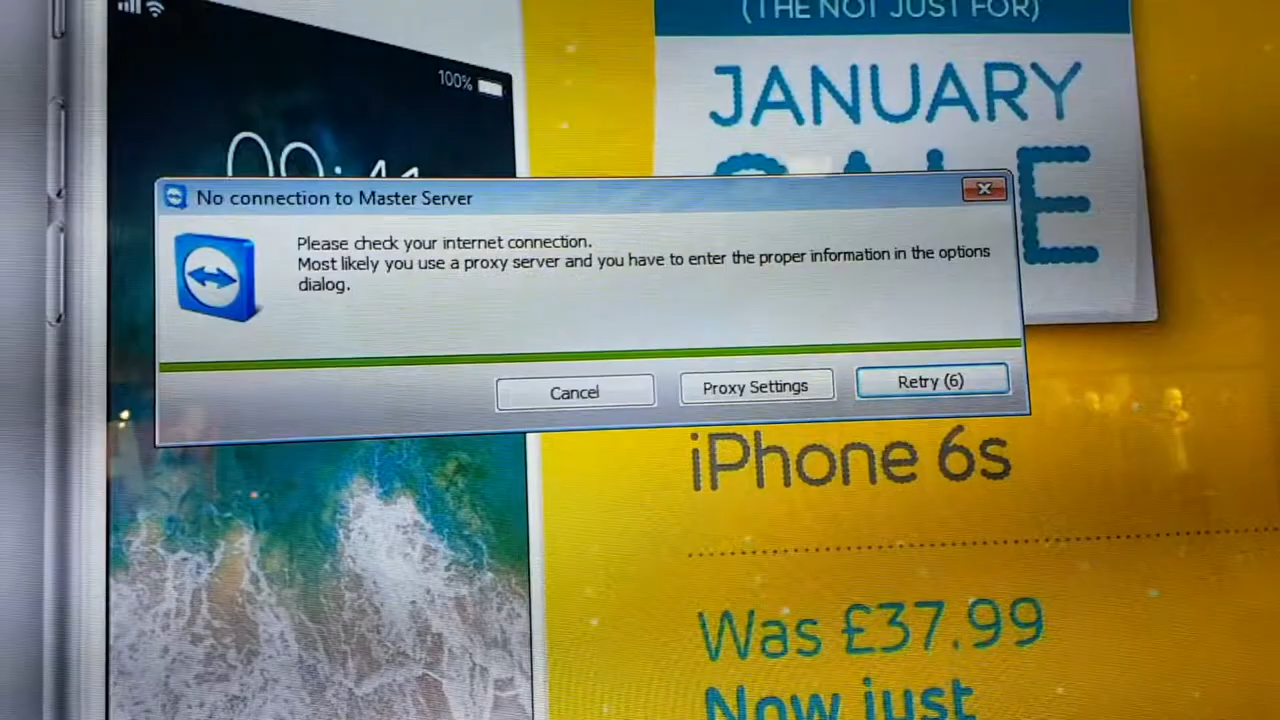 (THE NOT JUST FOR)
JANUARY
100%
No connection to Master Server
Please check your internet connection.
Most likely you use a proxy server and you have to enter the proper information in the options
dialog.
Cancel
Proxy Settings
Retry (6)
iPhone 6s
Was £37.99
Now just